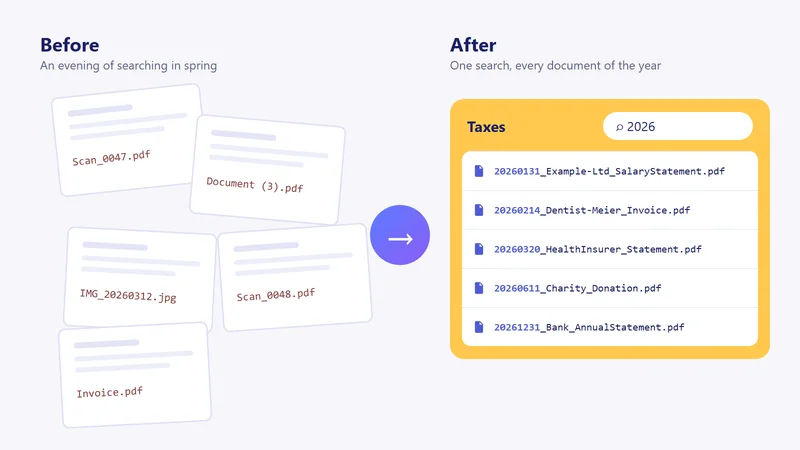 Before
An evening of searching in spring
Scan_0047.pdf
Document (3).pdf
IMG_20260312.jpg
Scan_0048.pdf
Invoice.pdf
→
After
One search, every document of the year
Taxes
2026
20260131_Example-Ltd_SalaryStatement.pdf
20260214_Dentist-Meier_Invoice.pdf
20260320_HealthInsurer_Statement.pdf
20260611_Charity_Donation.pdf
20261231_Bank_AnnualStatement.pdf